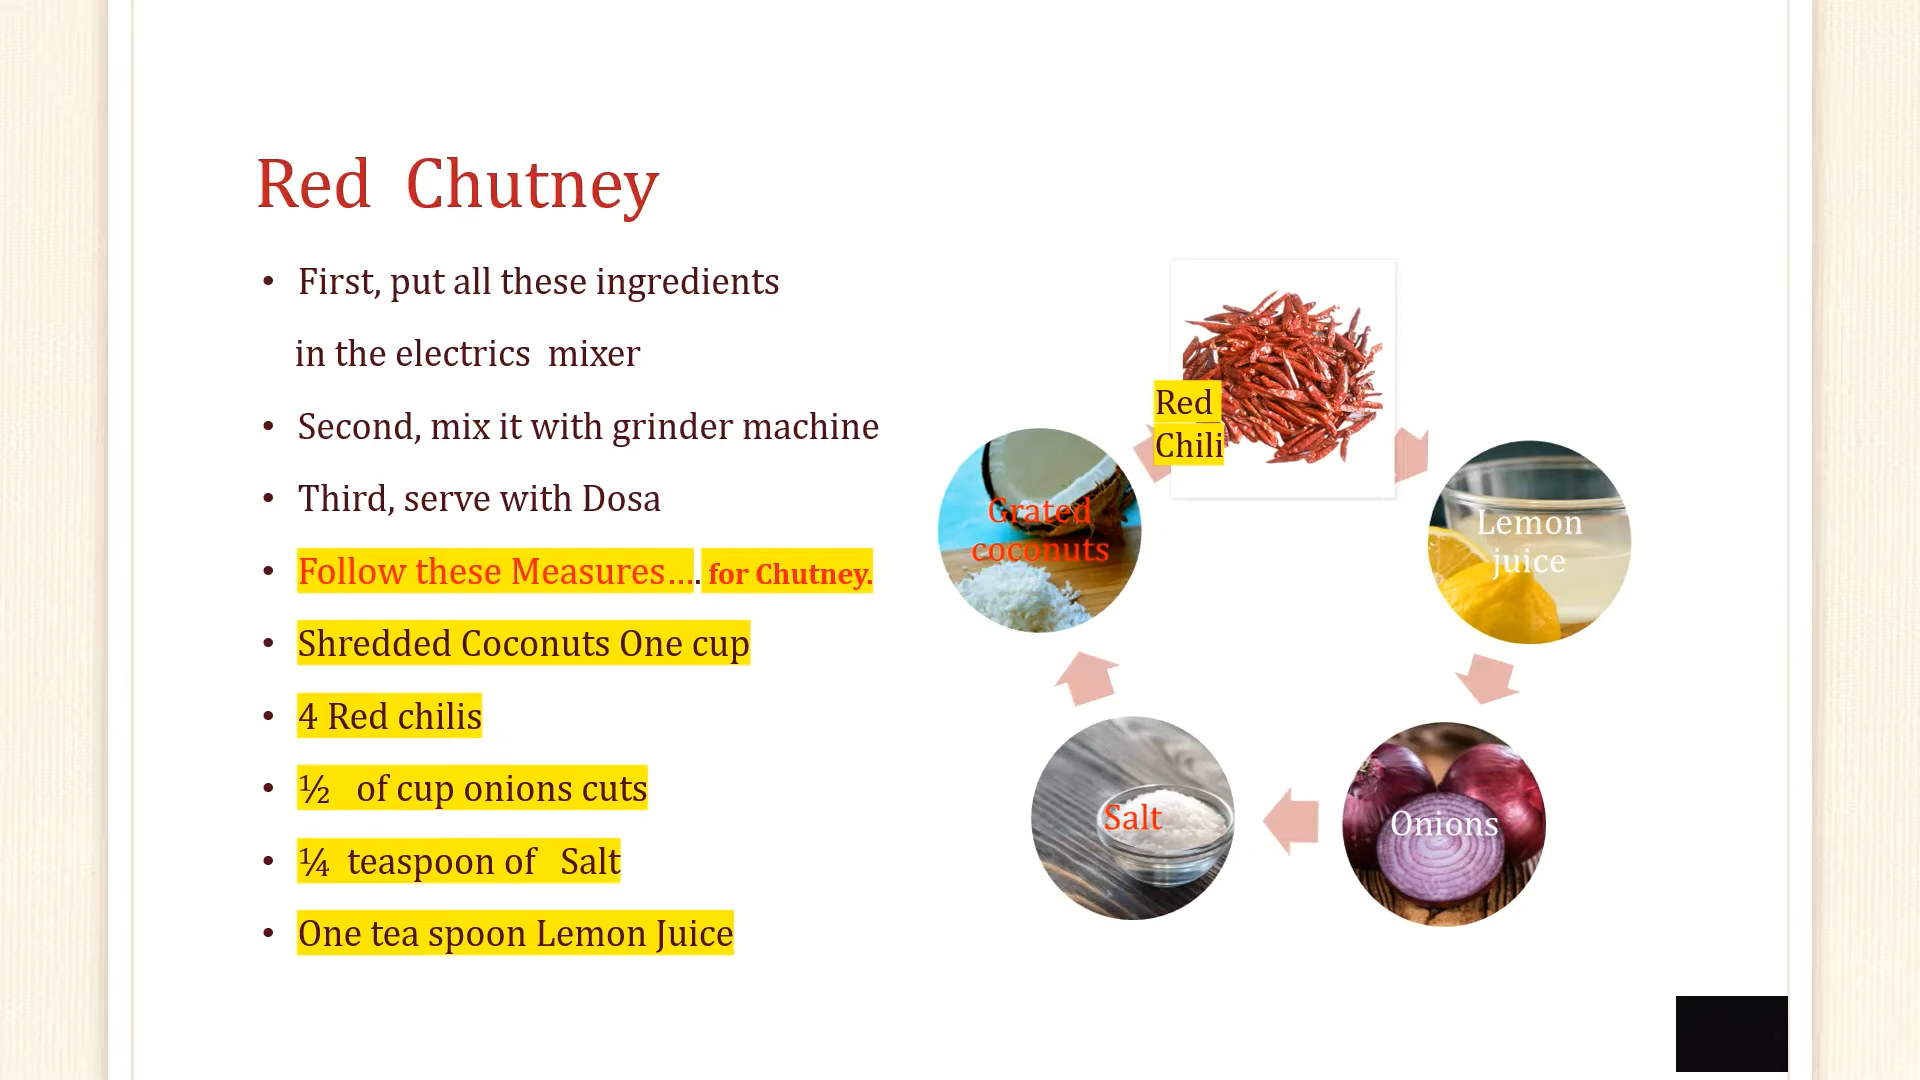 Red Chutney
• First, put all these ingredients
in the electrics mixer
• Second, mix it with grinder machine
• Third, serve with Dosa
• Follow these Measures…. for Chutney.
• Shredded Coconuts One cup
• 4 Red chilis
• ½ of cup onions cuts
• ¼ teaspoon of Salt
• One tea spoon Lemon Juice
Red
Chili
Lemon
juice
Onions
Salt
Grated
coconuts